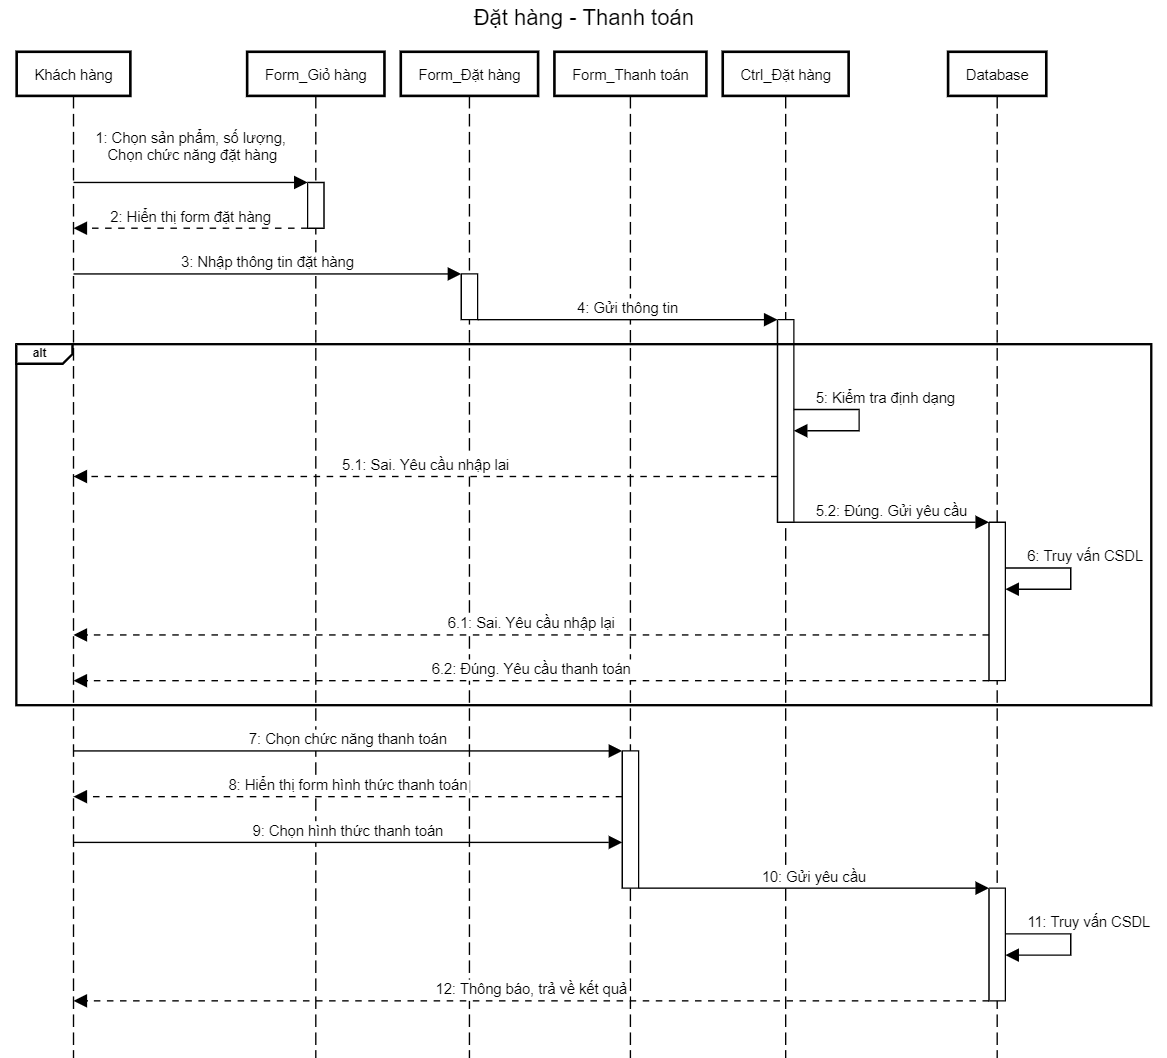 Đặt hàng - Thanh toán
Khách hàng
Form_Giỏ hàng
Form_Đặt hàng
Form_Thanh toán
Ctrl_Đặt hàng
Database
1: Chọn sản phẩm, số lượng,
Chọn chức năng đặt hàng
2: Hiển thị form đặt hàng
3: Nhập thông tin đặt hàng
4: Gửi thông tin
alt
5: Kiểm tra định dạng
5.1: Sai. Yêu cầu nhập lai
5.2: Đúng. Gửi yêu cầu
6: Truy vấn CSDL
6.1: Sai. Yêu cầu nhập lại
6.2: Đúng. Yêu cầu thanh toán
7: Chọn chức năng thanh toán
8: Hiển thị form hình thức thanh toán
9: Chọn hình thức thanh toán
10: Gửi yêu cầu
11: Truy vấn CSDL
12: Thông báo, trả về kết quả